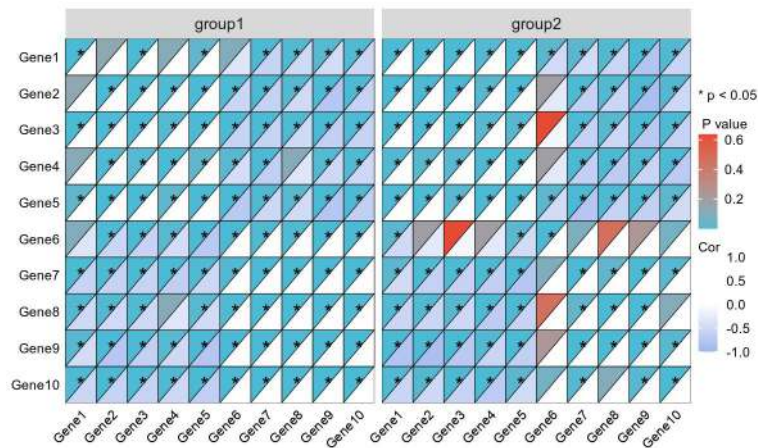 group1 group2
Gene1
Gene2
Gene3
Gene4
Gene5
Gene6
Gene7
Gene8
Gene9
Gene10
Gene1 Gene2 Gene3 Gene4 Gene5 Gene6 Gene7 Gene8 Gene9 Gene10 Gene1 Gene2 Gene3 Gene4 Gene5 Gene6 Gene7 Gene8 Gene9 Gene10
* p < 0.05
P value
0.6
0.4
0.2
Cor
1.0
0.5
0.0
-0.5
-1.0